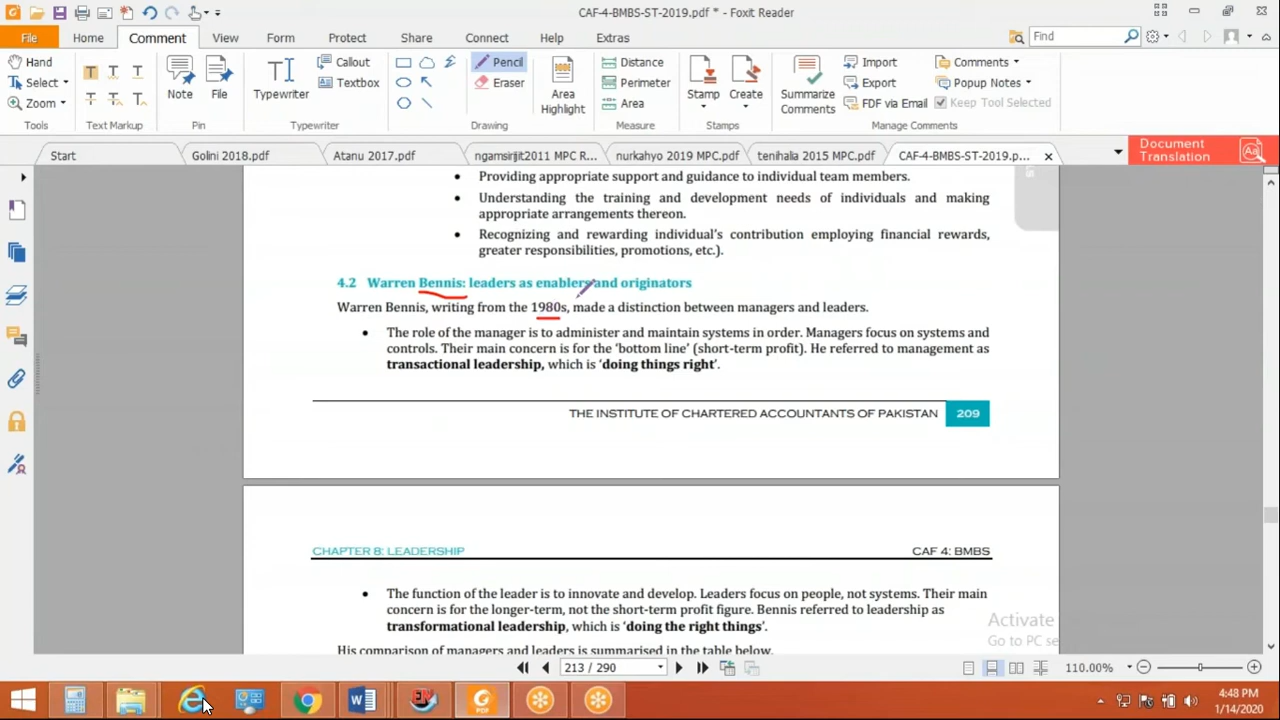 CAF-4-BMBS-ST-2019.pdf * - Foxit Reader
File Home Comment View Form Protect Share Connect Help Extras Find
Hand
Select
Zoom
Tools
T T T
T T T
Text Markup
Note File
Pin
Typewriter
Callout
Textbox
Typewriter
Pencil
Eraser
Drawing
Area
Highlight
Distance
Perimeter
Area
Measure
Stamp Create
Stamps
Summarize
Comments
Import
Export
FDF via Email
Comments
Popup Notes
Keep Tool Selected
Manage Comments
Start Golini 2018.pdf Atanu 2017.pdf ngamsirijit2011 MPC R... nurkahyo 2019 MPC.pdf tenihalia 2015 MPC.pdf CAF-4-BMBS-ST-2019.p...
Document
Translation
• Providing appropriate support and guidance to individual team members.
• Understanding the training and development needs of individuals and making
appropriate arrangements thereon.
• Recognizing and rewarding individual's contribution employing financial rewards,
greater responsibilities, promotions, etc.).
4.2 Warren Bennis: leaders as enablers and originators
Warren Bennis, writing from the 1980s, made a distinction between managers and leaders.
• The role of the manager is to administer and maintain systems in order. Managers focus on systems and
controls. Their main concern is for the 'bottom line' (short-term profit). He referred to management as
transactional leadership, which is 'doing things right'.
THE INSTITUTE OF CHARTERED ACCOUNTANTS OF PAKISTAN 209
CHAPTER 8: LEADERSHIP CAF 4: BMBS
• The function of the leader is to innovate and develop. Leaders focus on people, not systems. Their main
concern is for the longer-term, not the short-term profit figure. Bennis referred to leadership as
transformational leadership, which is 'doing the right things'.
His comparison of managers and leaders is summarised in the table below.
Activate
Go to PC se
213 / 290
110.00%
4:48 PM
1/14/2020